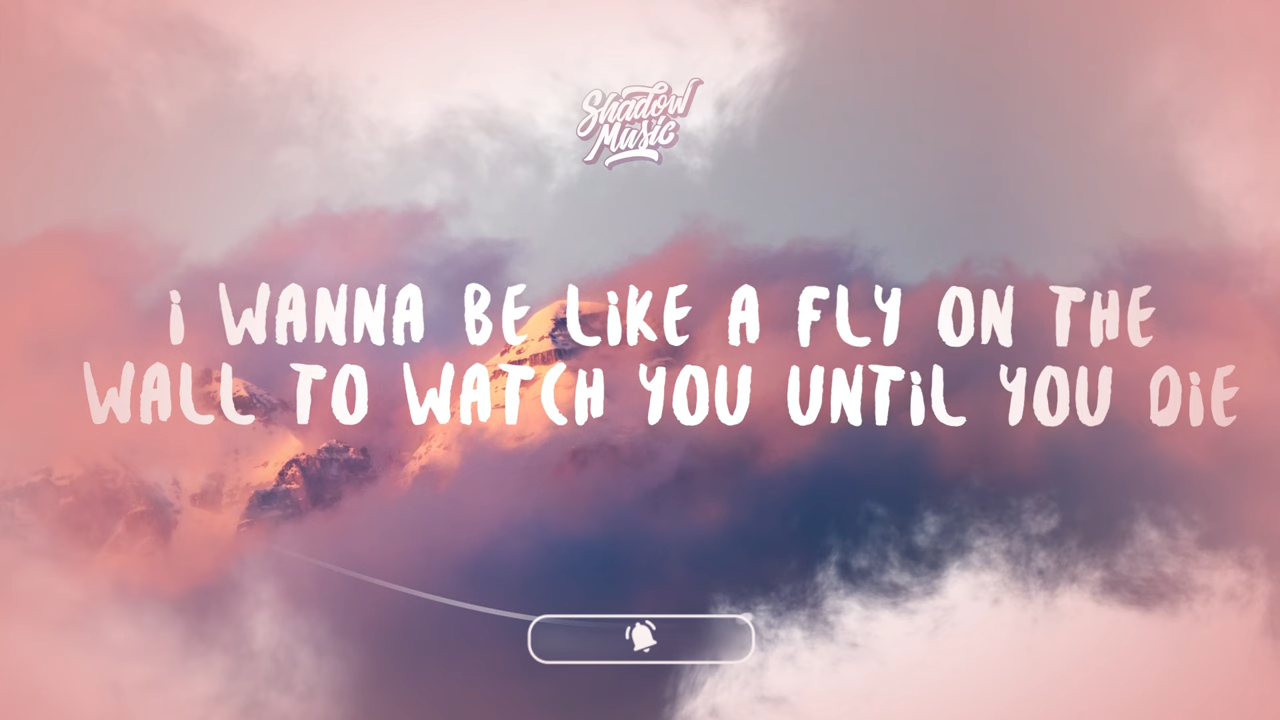 Shadow
Music
i WANNA BE LiKE A FLY ON THE
WALL TO WATCH YOU UNTiL YOU DiE